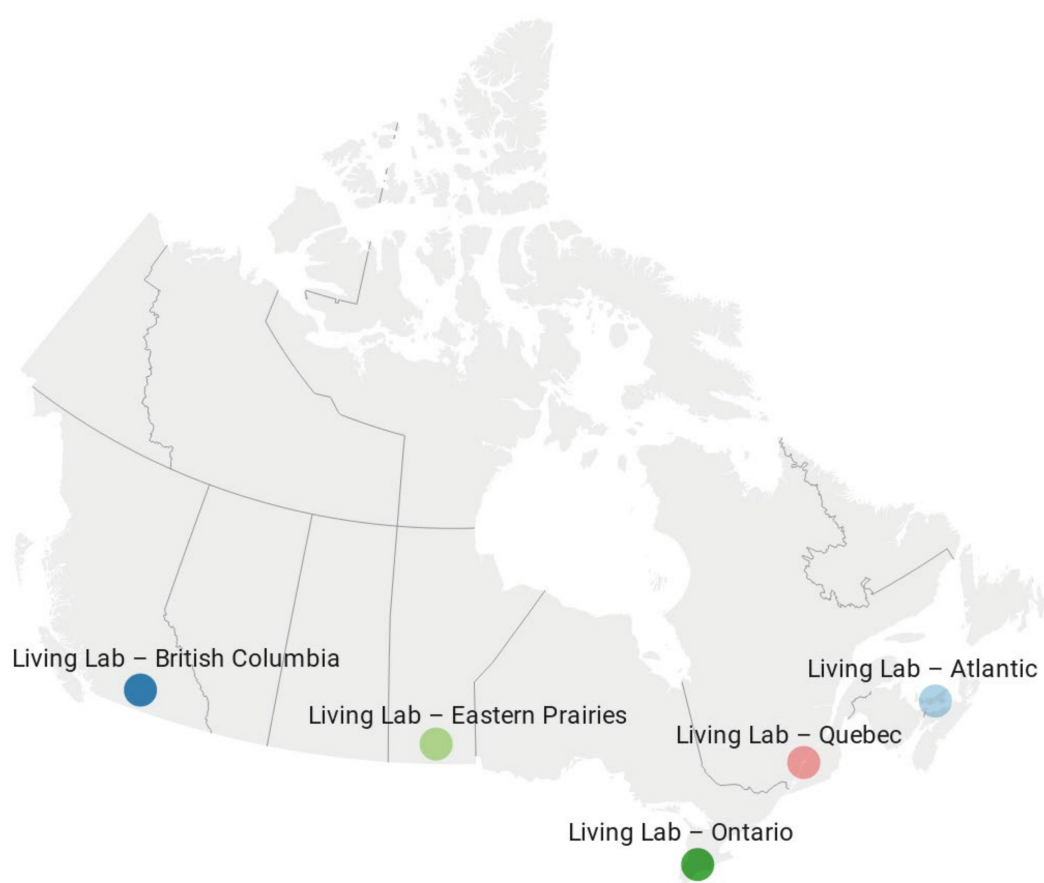 Living Lab – British Columbia
Living Lab – Atlantic
Living Lab – Eastern Prairies
Living Lab – Quebec
Living Lab – Ontario